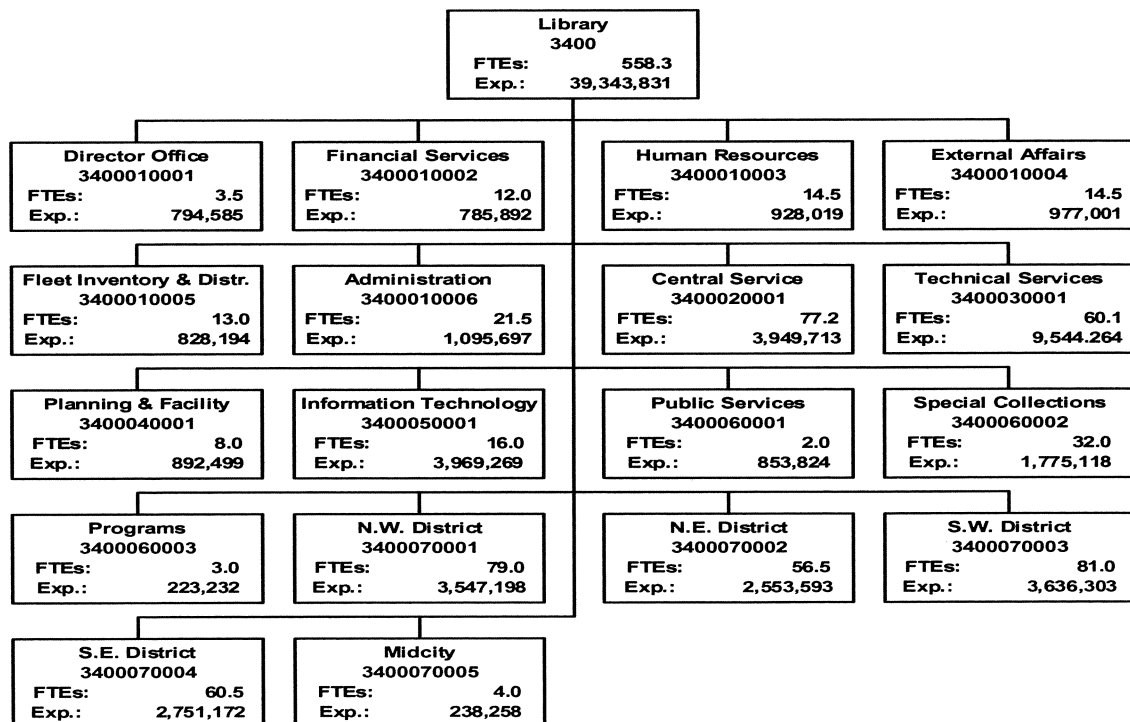 Library
3400
FTEs: 558.3
Exp.: 39,343,831
Director Office
3400010001
FTEs: 3.5
Exp.: 794,585
Financial Services
3400010002
FTEs: 12.0
Exp.: 785,892
Human Resources
3400010003
FTEs: 14.5
Exp.: 928,019
External Affairs
3400010004
FTEs: 14.5
Exp.: 977,001
Fleet Inventory & Distr.
3400010005
FTEs: 13.0
Exp.: 828,194
Administration
3400010006
FTEs: 21.5
Exp.: 1,095,697
Central Service
3400020001
FTEs: 77.2
Exp.: 3,949,713
Technical Services
3400030001
FTEs: 60.1
Exp.: 9,544.264
Planning & Facility
3400040001
FTEs: 8.0
Exp.: 892,499
Information Technology
3400050001
FTEs: 16.0
Exp.: 3,969,269
Public Services
3400060001
FTEs: 2.0
Exp.: 853,824
Special Collections
3400060002
FTEs: 32.0
Exp.: 1,775,118
Programs
3400060003
FTEs: 3.0
Exp.: 223,232
N.W. District
3400070001
FTEs: 79.0
Exp.: 3,547,198
N.E. District
3400070002
FTEs: 56.5
Exp.: 2,553,593
S.W. District
3400070003
FTEs: 81.0
Exp.: 3,636,303
S.E. District
3400070004
FTEs: 60.5
Exp.: 2,751,172
Midcity
3400070005
FTEs: 4.0
Exp.: 238,258